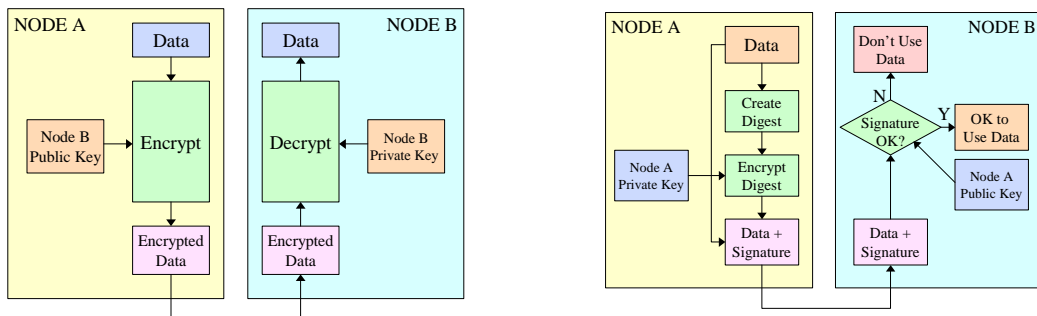 NODE A
Data
Node B
Public Key
Encrypt
Encrypted
Data
NODE B
Data
Decrypt
Node B
Private Key
Encrypted
Data
NODE A
Data
Create
Digest
Node A
Private Key
Encrypt
Digest
Data +
Signature
NODE B
Don't Use
Data
N
Y
Signature
OK?
OK to
Use Data
Node A
Public Key
Data +
Signature